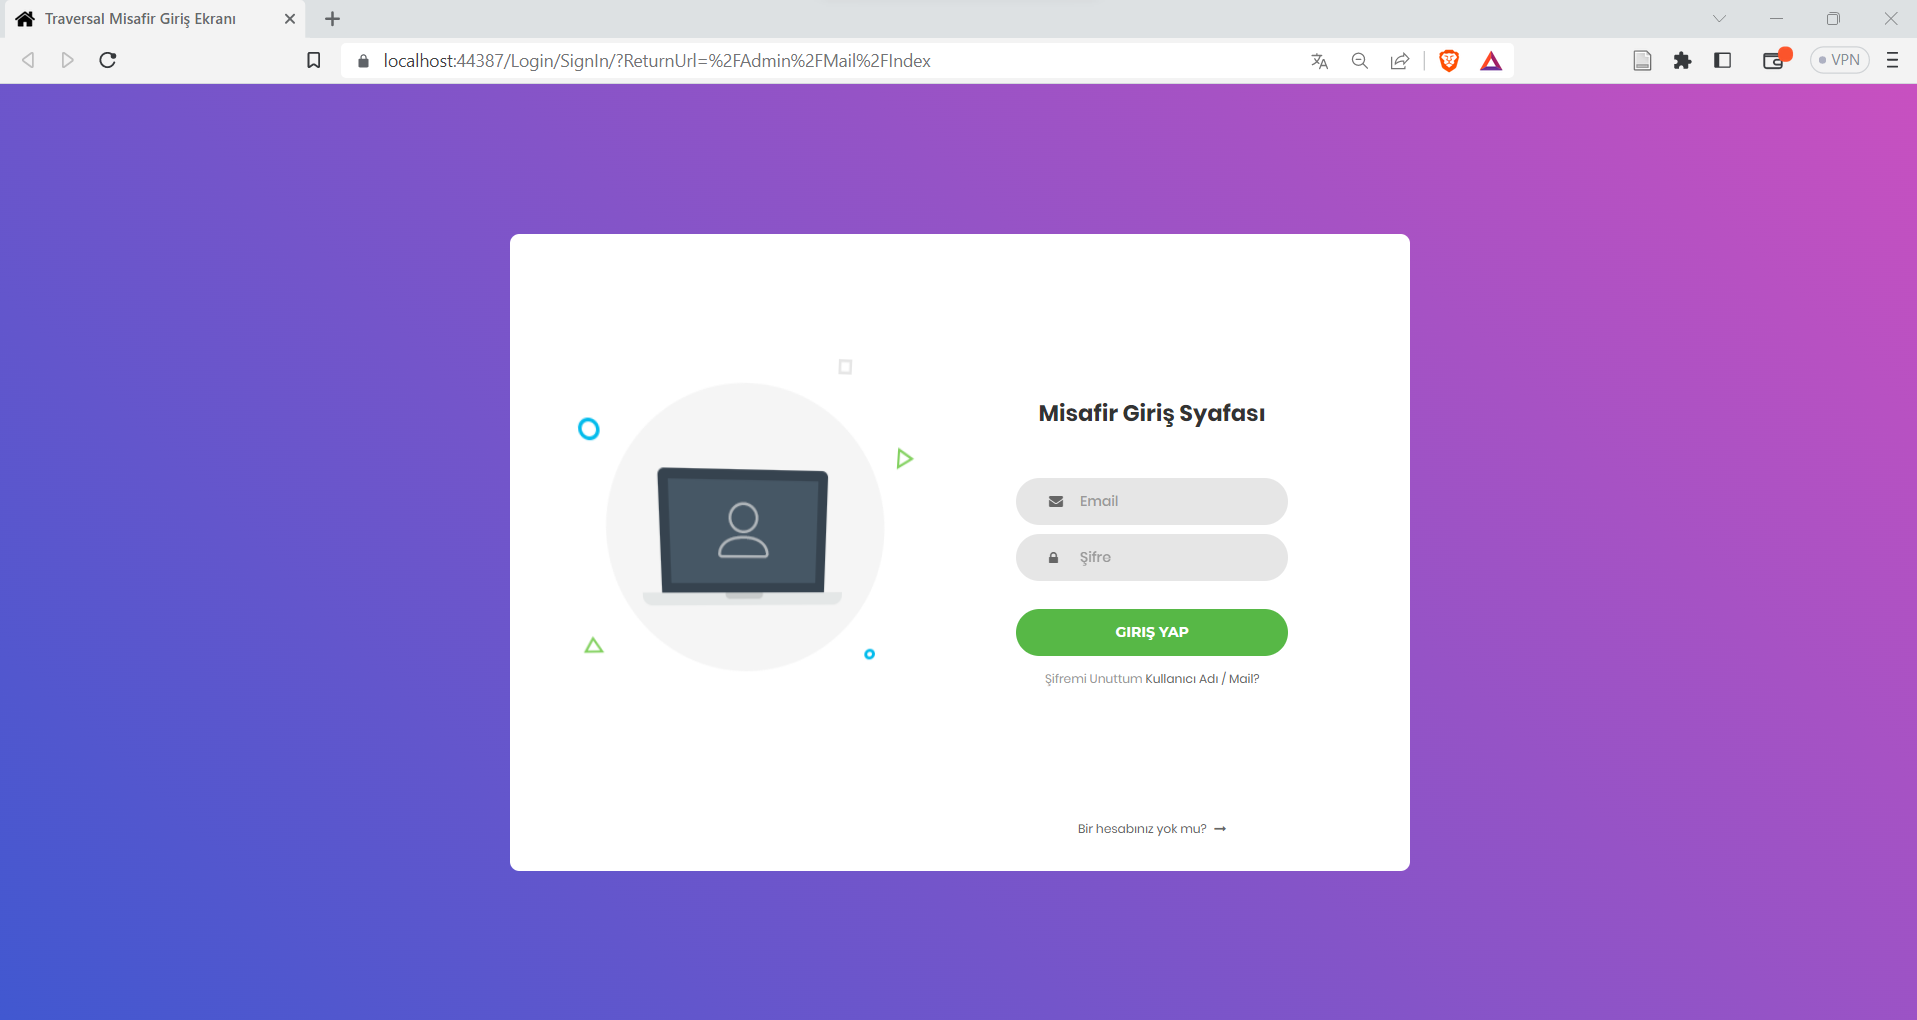 Traversal Misafir Giriş Ekranı
localhost:44387/Login/SignIn/?ReturnUrl=%2FAdmin%2FMail%2FIndex
VPN
Misafir Giriş Syafası
Email
Şifre
GIRIŞ YAP
Şifremi Unuttum Kullanıcı Adı / Mail?
Bir hesabınız yok mu?